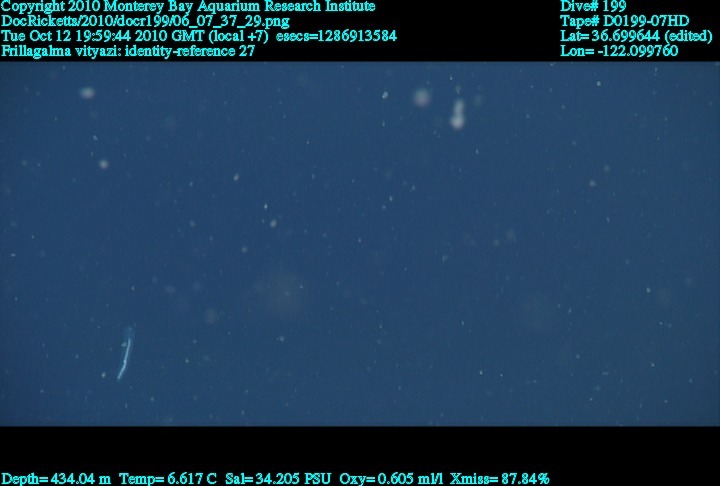 Copyright 2010 Monterey Bay Aquarium Research Institute Dive# 199
DocRicketts/2010/docr199/06_07_37_29.png Tape# D0199-07HD
Tue Oct 12 19:59:44 2010 GMT (local +7) esecs=1286913584 Lat= 36.699644 (edited)
Frillagalma vityazi: identity-reference 27 Lon= -122.099760
Depth= 434.04 m Temp= 6.617 C Sal= 34.205 PSU Oxy= 0.605 ml/l Xmiss= 87.84%